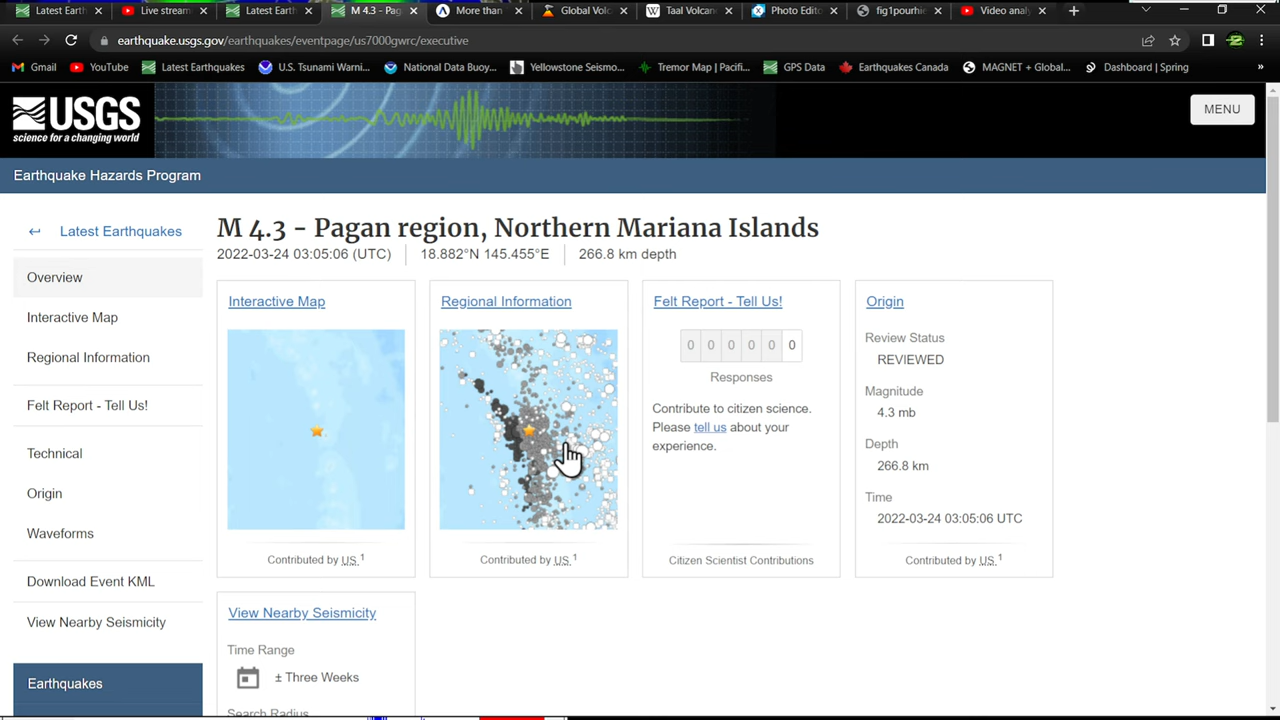 Latest Earth
Live stream
Latest Earth
M 4.3 - Pag
More than
Global Volc
Taal Volcan
Photo Editor
fig1pourhie
Video analy
earthquake.usgs.gov/earthquakes/eventpage/us7000gwrc/executive
Gmail
YouTube
Latest Earthquakes
U.S. Tsunami Warni...
National Data Buoy...
Yellowstone Seismo...
Tremor Map | Pacifi...
GPS Data
Earthquakes Canada
MAGNET + Global...
Dashboard | Spring
»
USGS
science for a changing world
MENU
Earthquake Hazards Program
Latest Earthquakes
Overview
Interactive Map
Regional Information
Felt Report - Tell Us!
Technical
Origin
Waveforms
Download Event KML
View Nearby Seismicity
Earthquakes
M 4.3 - Pagan region, Northern Mariana Islands
2022-03-24 03:05:06 (UTC)
18.882°N 145.455°E
266.8 km depth
Interactive Map
Contributed by US 1
Regional Information
Contributed by US 1
Felt Report - Tell Us!
0 0 0 0 0 0
Responses
Contribute to citizen science.
Please tell us about your
experience.
Citizen Scientist Contributions
Origin
Review Status
REVIEWED
Magnitude
4.3 mb
Depth
266.8 km
Time
2022-03-24 03:05:06 UTC
Contributed by US 1
View Nearby Seismicity
Time Range
± Three Weeks
Search Radius